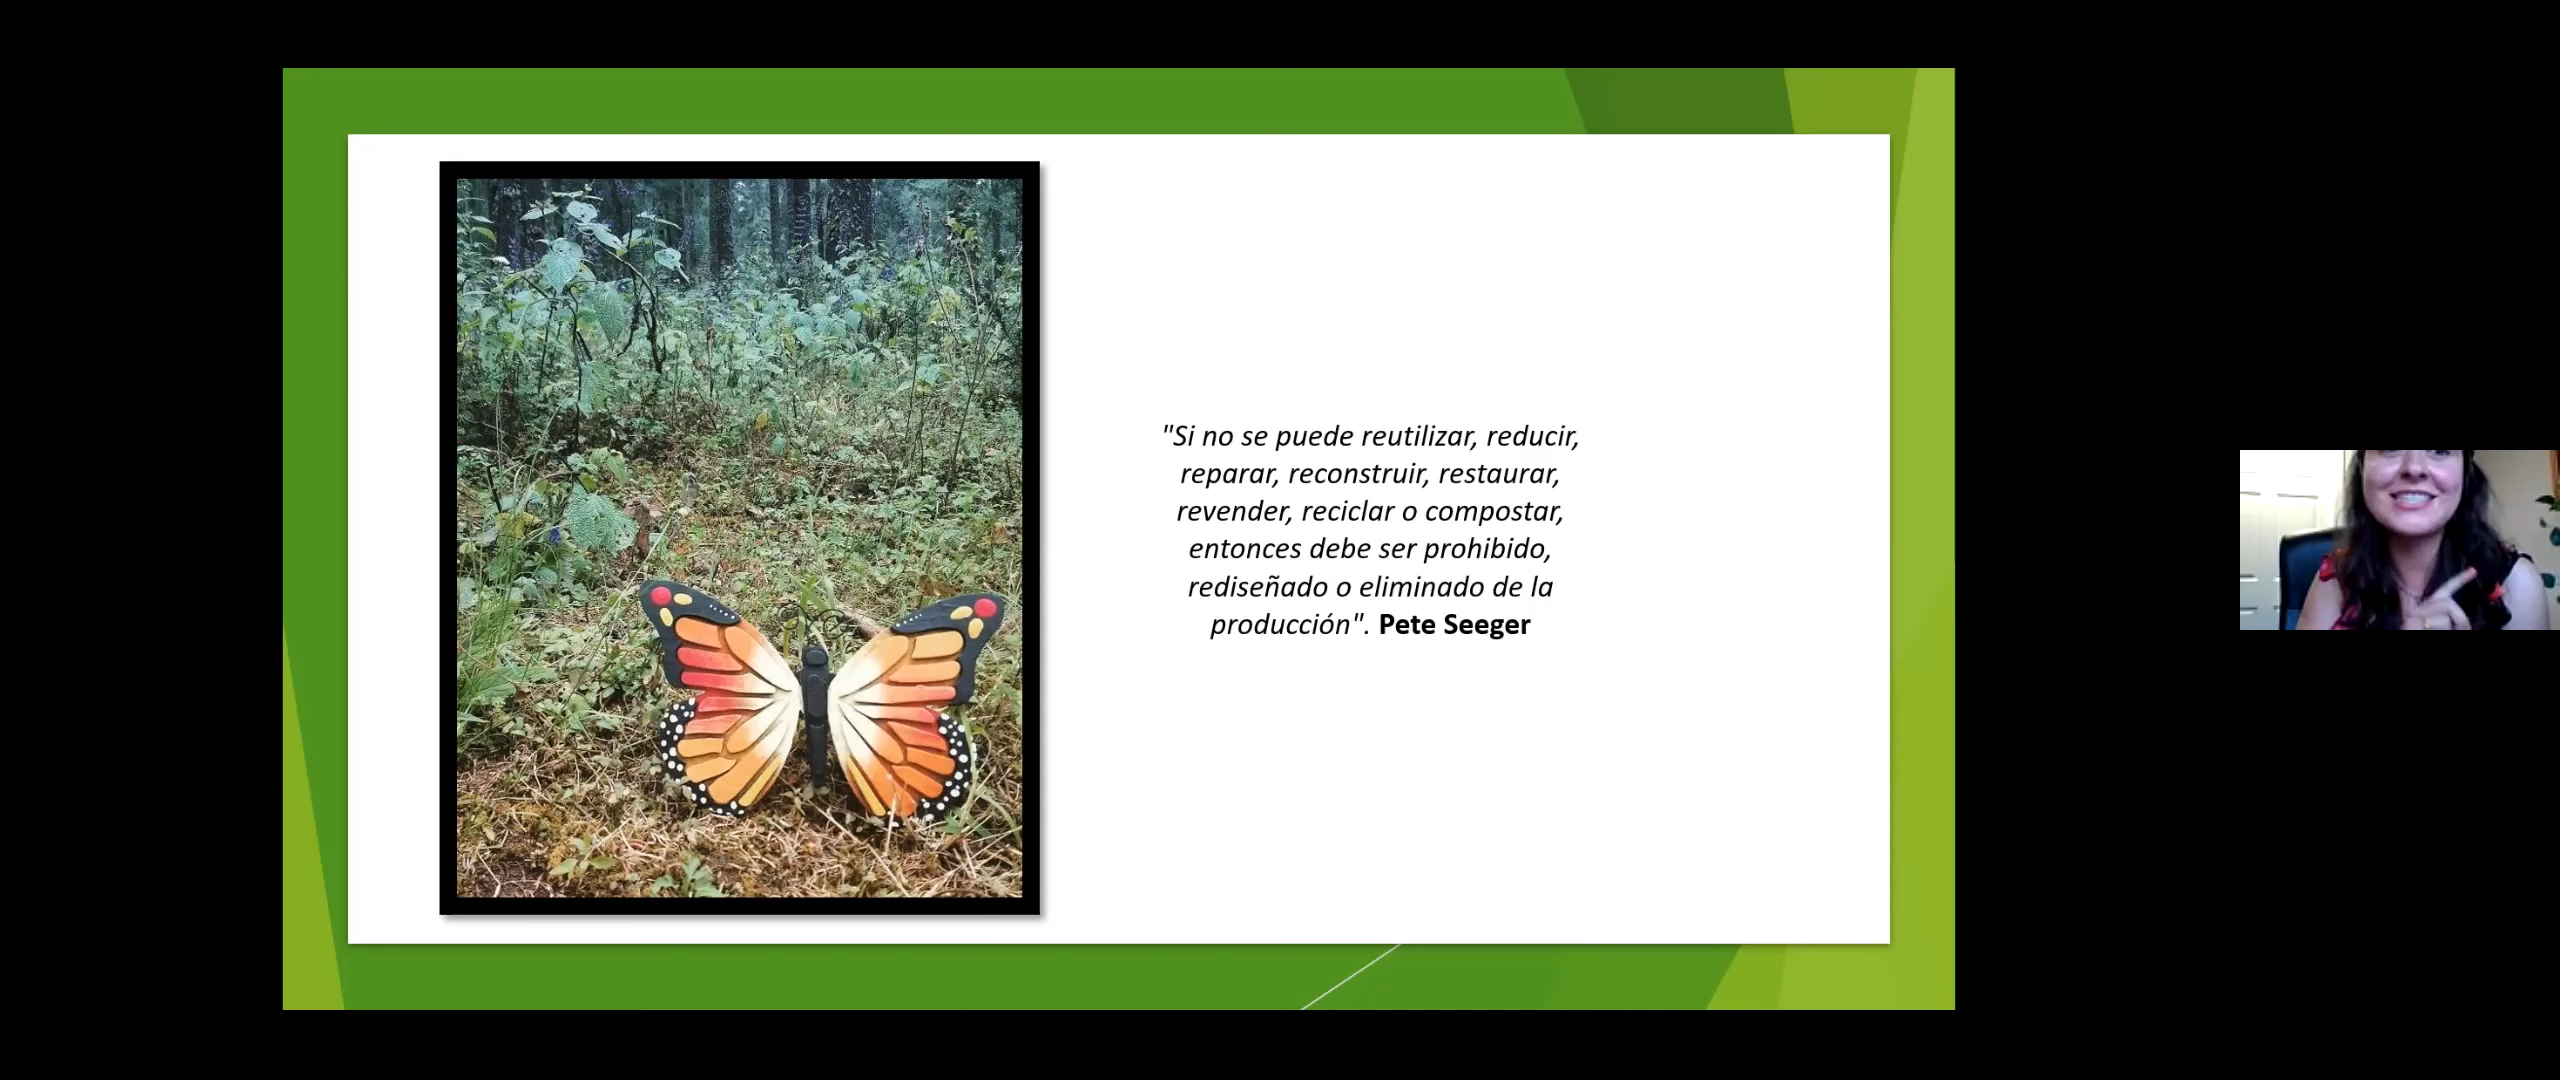 "Si no se puede reutilizar, reducir,
reparar, reconstruir, restaurar,
revender, reciclar o compostar,
entonces debe ser prohibido,
rediseñado o eliminado de la
producción". Pete Seeger